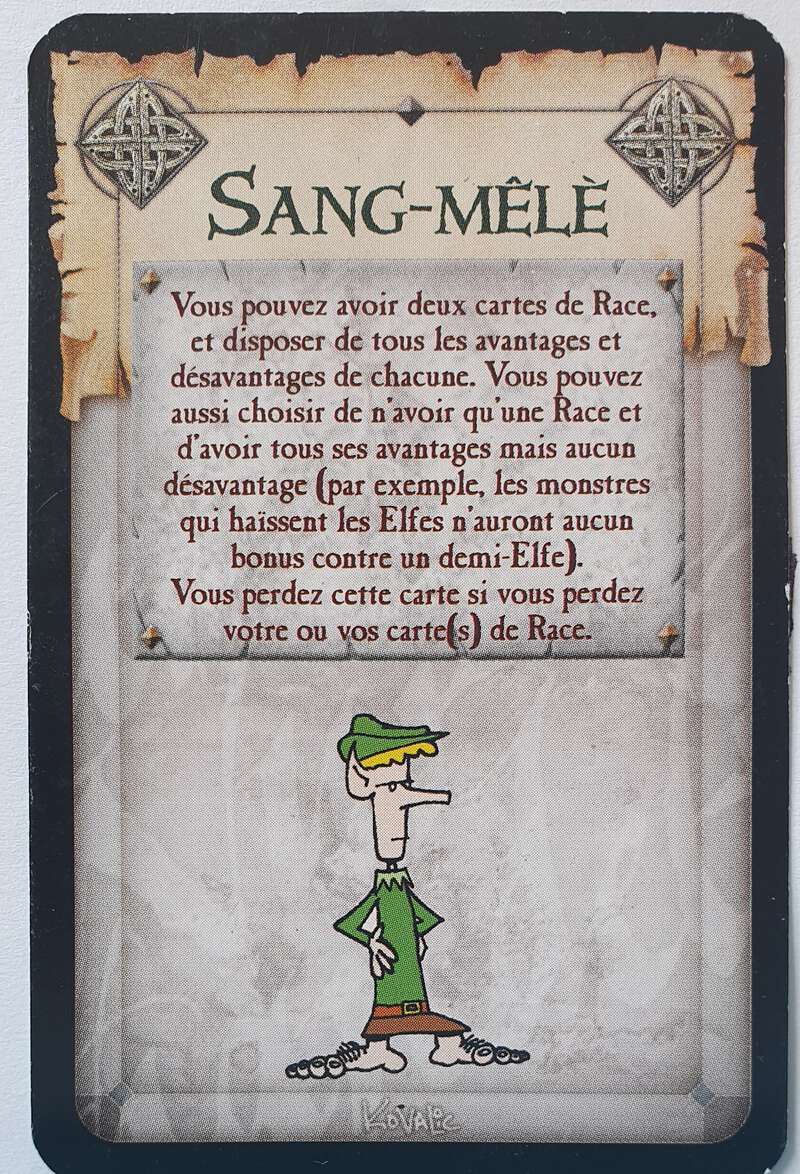 SANG-MÊLÈ
Vous pouvez avoir deux cartes de Race,
et disposer de tous les avantages et
désavantages de chacune. Vous pouvez
aussi choisir de n'avoir qu'une Race et
d'avoir tous ses avantages mais aucun
désavantage (par exemple, les monstres
qui haïssent les Elfes n'auront aucun
bonus contre un demi-Elfe).
Vous perdez cette carte si vous perdez
votre ou vos carte(s) de Race.
KOVALIC